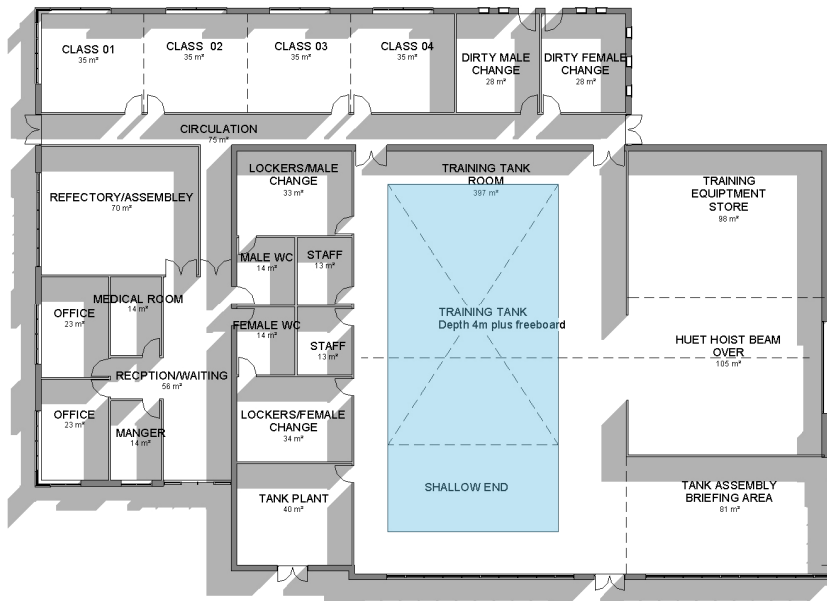 CLASS 01
35 m²
CLASS 02
35 m²
CLASS 03
35 m²
CLASS 04
35 m²
DIRTY MALE
CHANGE
28 m²
DIRTY FEMALE
CHANGE
28 m²
CIRCULATION
75 m²
REFECTORY/ASSEMBLEY
70 m²
LOCKERS/MALE
CHANGE
33 m²
TRAINING TANK
ROOM
397 m²
TRAINING
EQUIPTMENT
STORE
98 m²
MALE WC
14 m²
STAFF
13 m²
OFFICE
23 m²
MEDICAL ROOM
14 m²
FEMALE WC
14 m²
STAFF
13 m²
TRAINING TANK
Depth 4m plus freeboard
HUET HOIST BEAM
OVER
105 m²
RECPTION/WAITING
56 m²
OFFICE
23 m²
MANGER
14 m²
LOCKERS/FEMALE
CHANGE
34 m²
TANK PLANT
40 m²
SHALLOW END
TANK ASSEMBLY
BRIEFING AREA
81 m²